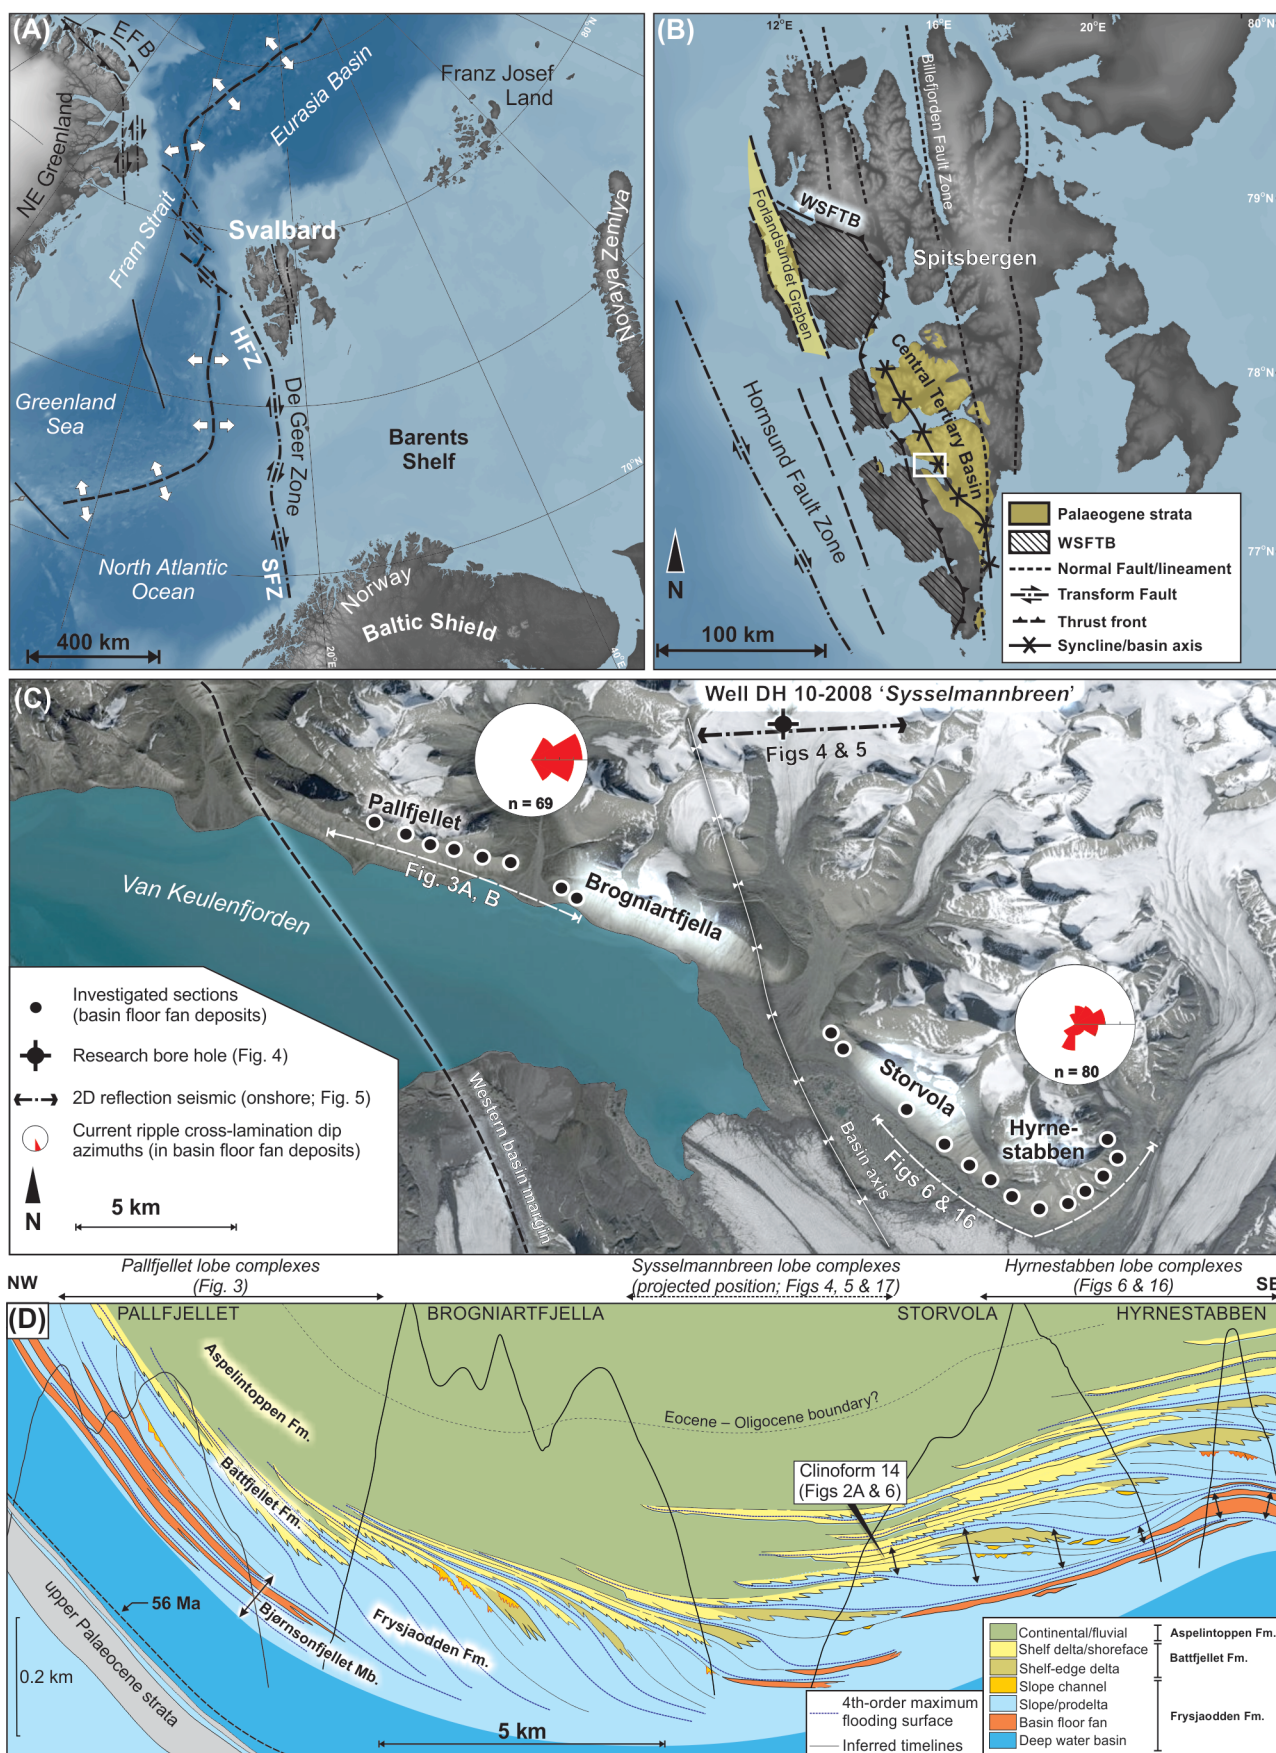 (A)
EFB
80°N
Franz Josef
Land
Eurasia Basin
NE Greenland
Fram Strait
Svalbard
Novaya Zemlya
HFZ
De Geer Zone
Greenland
Sea
Barents
Shelf
70°N
North Atlantic
Ocean
SFZ
Norway
Baltic Shield
400 km
20°E
40°E
(B)
12°E
16°E
20°E
80°N
Billefjorden Fault Zone
79°N
WSFTB
Forlandsundet Graben
Spitsbergen
78°N
Central Tertiary Basin
Hornsund Fault Zone
77°N
N
100 km
Palaeogene strata
WSFTB
Normal Fault/lineament
Transform Fault
Thrust front
Syncline/basin axis
(C)
Well DH 10-2008 'Sysselmannbreen'
Figs 4 & 5
n = 69
Pallfjellet
Fig. 3A, B
Brogniartfjella
Van Keulenfjorden
Investigated sections
(basin floor fan deposits)
Research bore hole (Fig. 4)
2D reflection seismic (onshore; Fig. 5)
Current ripple cross-lamination dip
azimuths (in basin floor fan deposits)
N
5 km
Western basin margin
Basin axis
n = 80
Storvola
Hyrne-
stabben
Figs 6 & 16
NW
Pallfjellet lobe complexes
(Fig. 3)
Sysselmannbreen lobe complexes
(projected position; Figs 4, 5 & 17)
Hyrnestabben lobe complexes
(Figs 6 & 16)
SE
(D)
PALLFJELLET
BROGNIARTFJELLA
STORVOLA
HYRNESTABBEN
Aspelintoppen Fm.
Eocene – Oligocene boundary?
Battfjellet Fm.
Clinoform 14
(Figs 2A & 6)
56 Ma
upper Palaeocene strata
Bjørnsonfjellet Mb.
Frysjaodden Fm.
0.2 km
5 km
4th-order maximum
flooding surface
Inferred timelines
Continental/fluvial
Shelf delta/shoreface
Shelf-edge delta
Slope channel
Slope/prodelta
Basin floor fan
Deep water basin
Aspelintoppen Fm.
Battfjellet Fm.
Frysjaodden Fm.